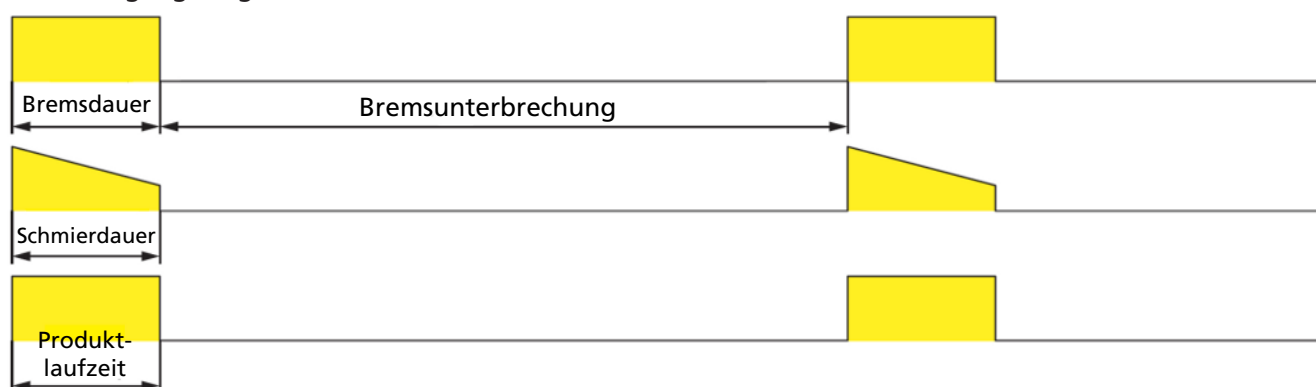 Bremsdauer
Bremsunterbrechung
Schmierdauer
Produkt-
laufzeit